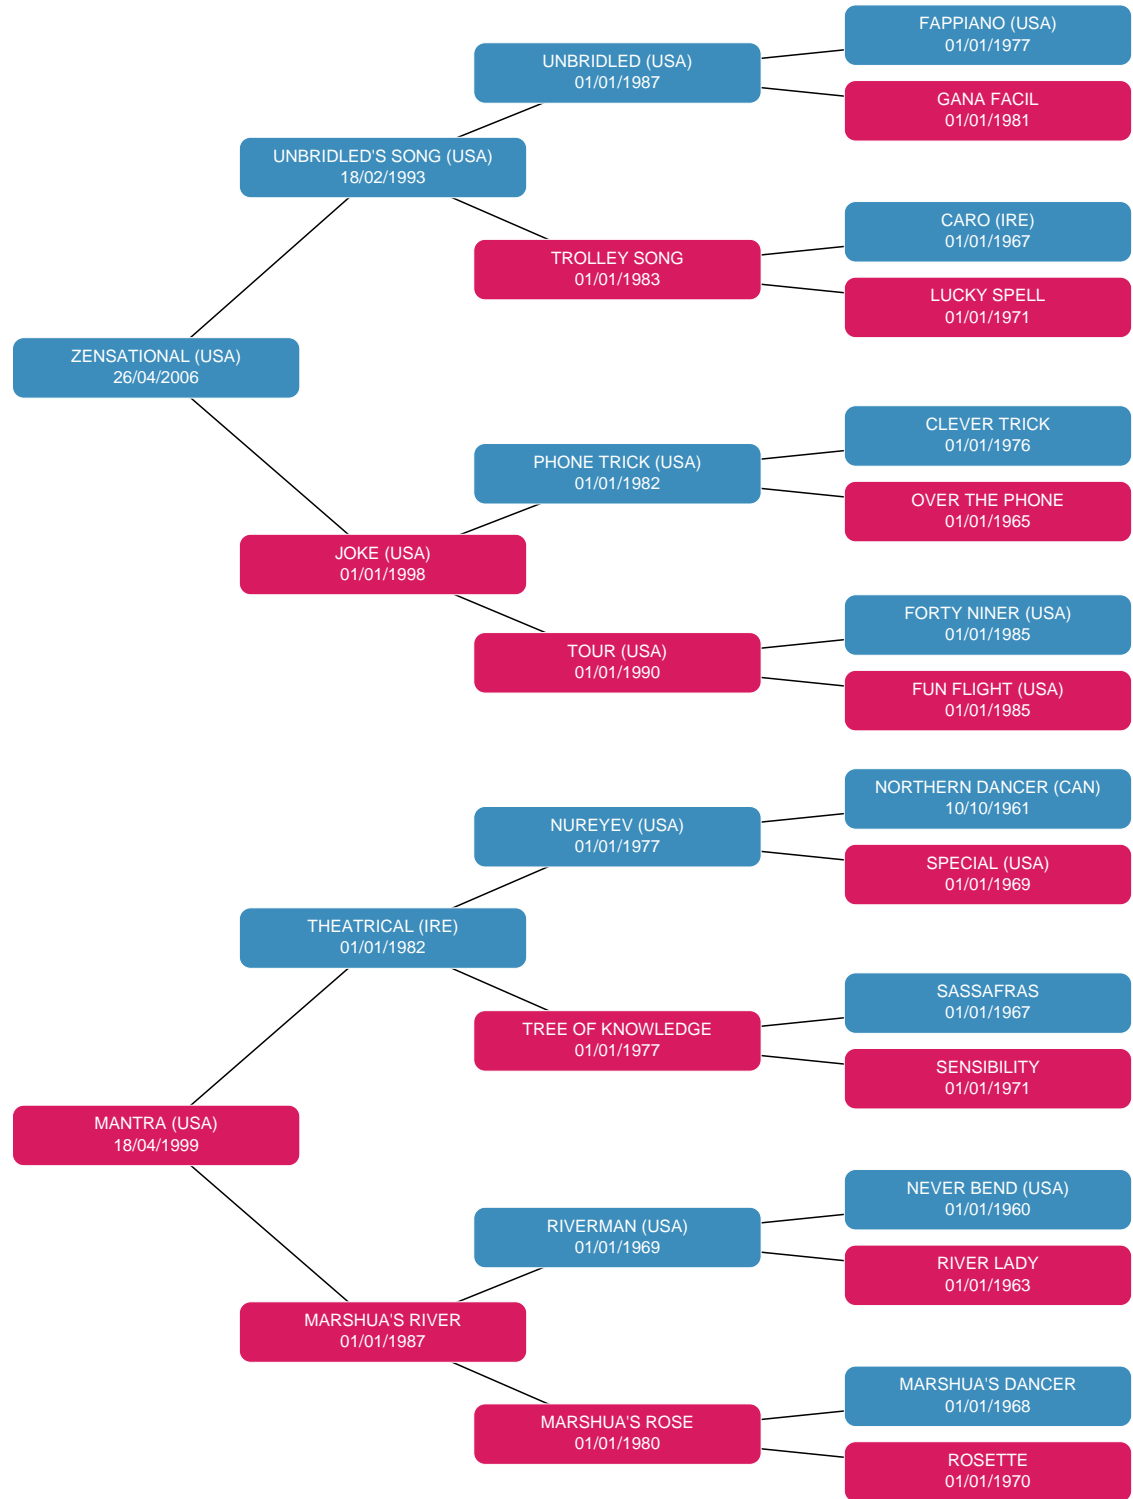 FAPPIANO (USA)
01/01/1977
UNBRIDLED (USA)
01/01/1987
GANA FACIL
01/01/1981
UNBRIDLED'S SONG (USA)
18/02/1993
CARO (IRE)
01/01/1967
TROLLEY SONG
01/01/1983
LUCKY SPELL
01/01/1971
ZENSATIONAL (USA)
26/04/2006
CLEVER TRICK
01/01/1976
PHONE TRICK (USA)
01/01/1982
OVER THE PHONE
01/01/1965
JOKE (USA)
01/01/1998
FORTY NINER (USA)
01/01/1985
TOUR (USA)
01/01/1990
FUN FLIGHT (USA)
01/01/1985
NORTHERN DANCER (CAN)
10/10/1961
NUREYEV (USA)
01/01/1977
SPECIAL (USA)
01/01/1969
THEATRICAL (IRE)
01/01/1982
SASSAFRAS
01/01/1967
TREE OF KNOWLEDGE
01/01/1977
SENSIBILITY
01/01/1971
MANTRA (USA)
18/04/1999
NEVER BEND (USA)
01/01/1960
RIVERMAN (USA)
01/01/1969
RIVER LADY
01/01/1963
MARSHUA'S RIVER
01/01/1987
MARSHUA'S DANCER
01/01/1968
MARSHUA'S ROSE
01/01/1980
ROSETTE
01/01/1970